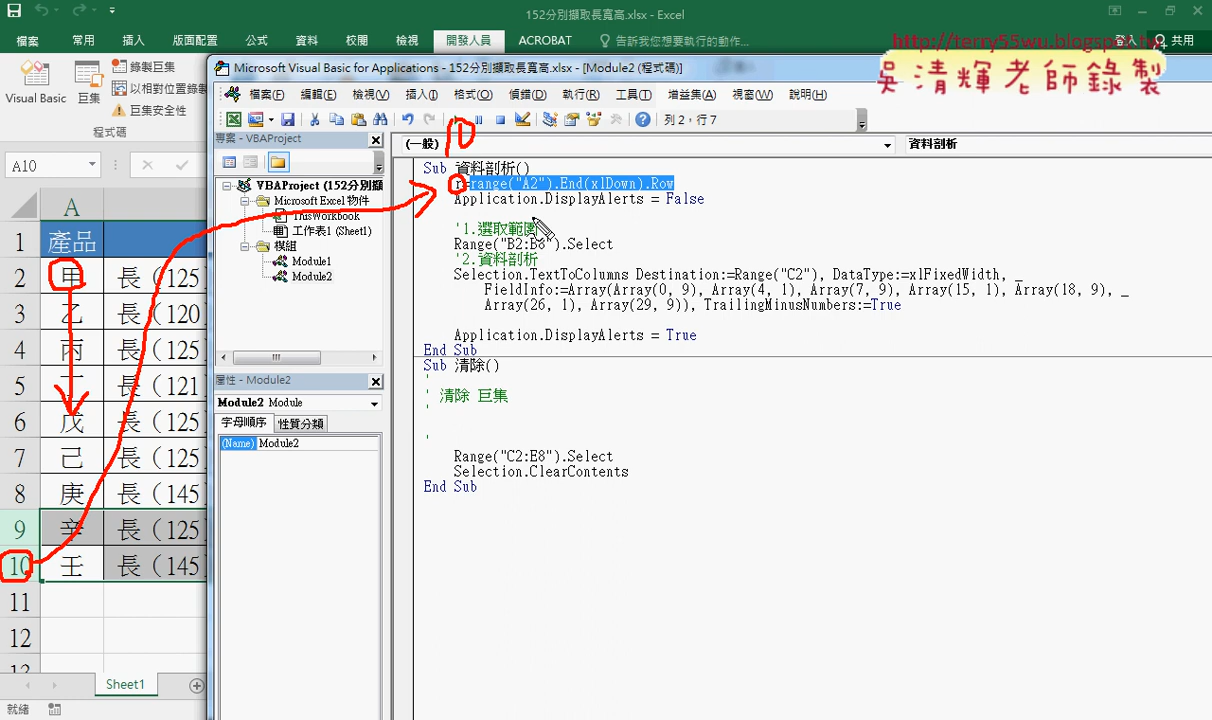 152分別擷取長寬高.xlsx - Excel
檔案 常用 插入 版面配置 公式 資料 校閱 檢視 開發人員 ACROBAT 告訴我您想要執行的動作... 登入 共用
http://terry55wu.blogspot.tw
吳清輝老師錄製
Visual Basic 巨集
錄製巨集
以相對位置錄製
巨集安全性
程式碼
Microsoft Visual Basic for Applications - 152分別擷取長寬高.xlsx - [Module2 (程式碼)]
檔案(F) 編輯(E) 檢視(V) 插入(I) 格式(O) 偵錯(D) 執行(R) 工具(T) 增益集(A) 視窗(W) 說明(H)
列 2，行 7
A10
A
1 產品
2 甲 長（125
3 乙 長（120
4 丙 長（125
5 丁 長（121
6 戊 長（125
7 己 長（125
8 庚 長（145
9 辛 長（125
10 壬 長（145
11
12
13
Sheet1
就緒
專案 - VBAProject
VBAProject (152分別擷
Microsoft Excel 物件
ThisWorkbook
工作表1 (Sheet1)
模組
Module1
Module2
屬性 - Module2
Module2 Module
字母順序 性質分類
(Name) Module2
(一般) 資料剖析
1
Sub 資料剖析()
r=range("A2").End(xlDown).Row
Application.DisplayAlerts = False
'1.選取範圍
Range("B2:B8").Select
'2.資料剖析
Selection.TextToColumns Destination:=Range("C2"), DataType:=xlFixedWidth, _
FieldInfo:=Array(Array(0, 9), Array(4, 1), Array(7, 9), Array(15, 1), Array(18, 9), _
Array(26, 1), Array(29, 9)), TrailingMinusNumbers:=True
Application.DisplayAlerts = True
End Sub
Sub 清除()
'
' 清除 巨集
'
'
Range("C2:E8").Select
Selection.ClearContents
End Sub